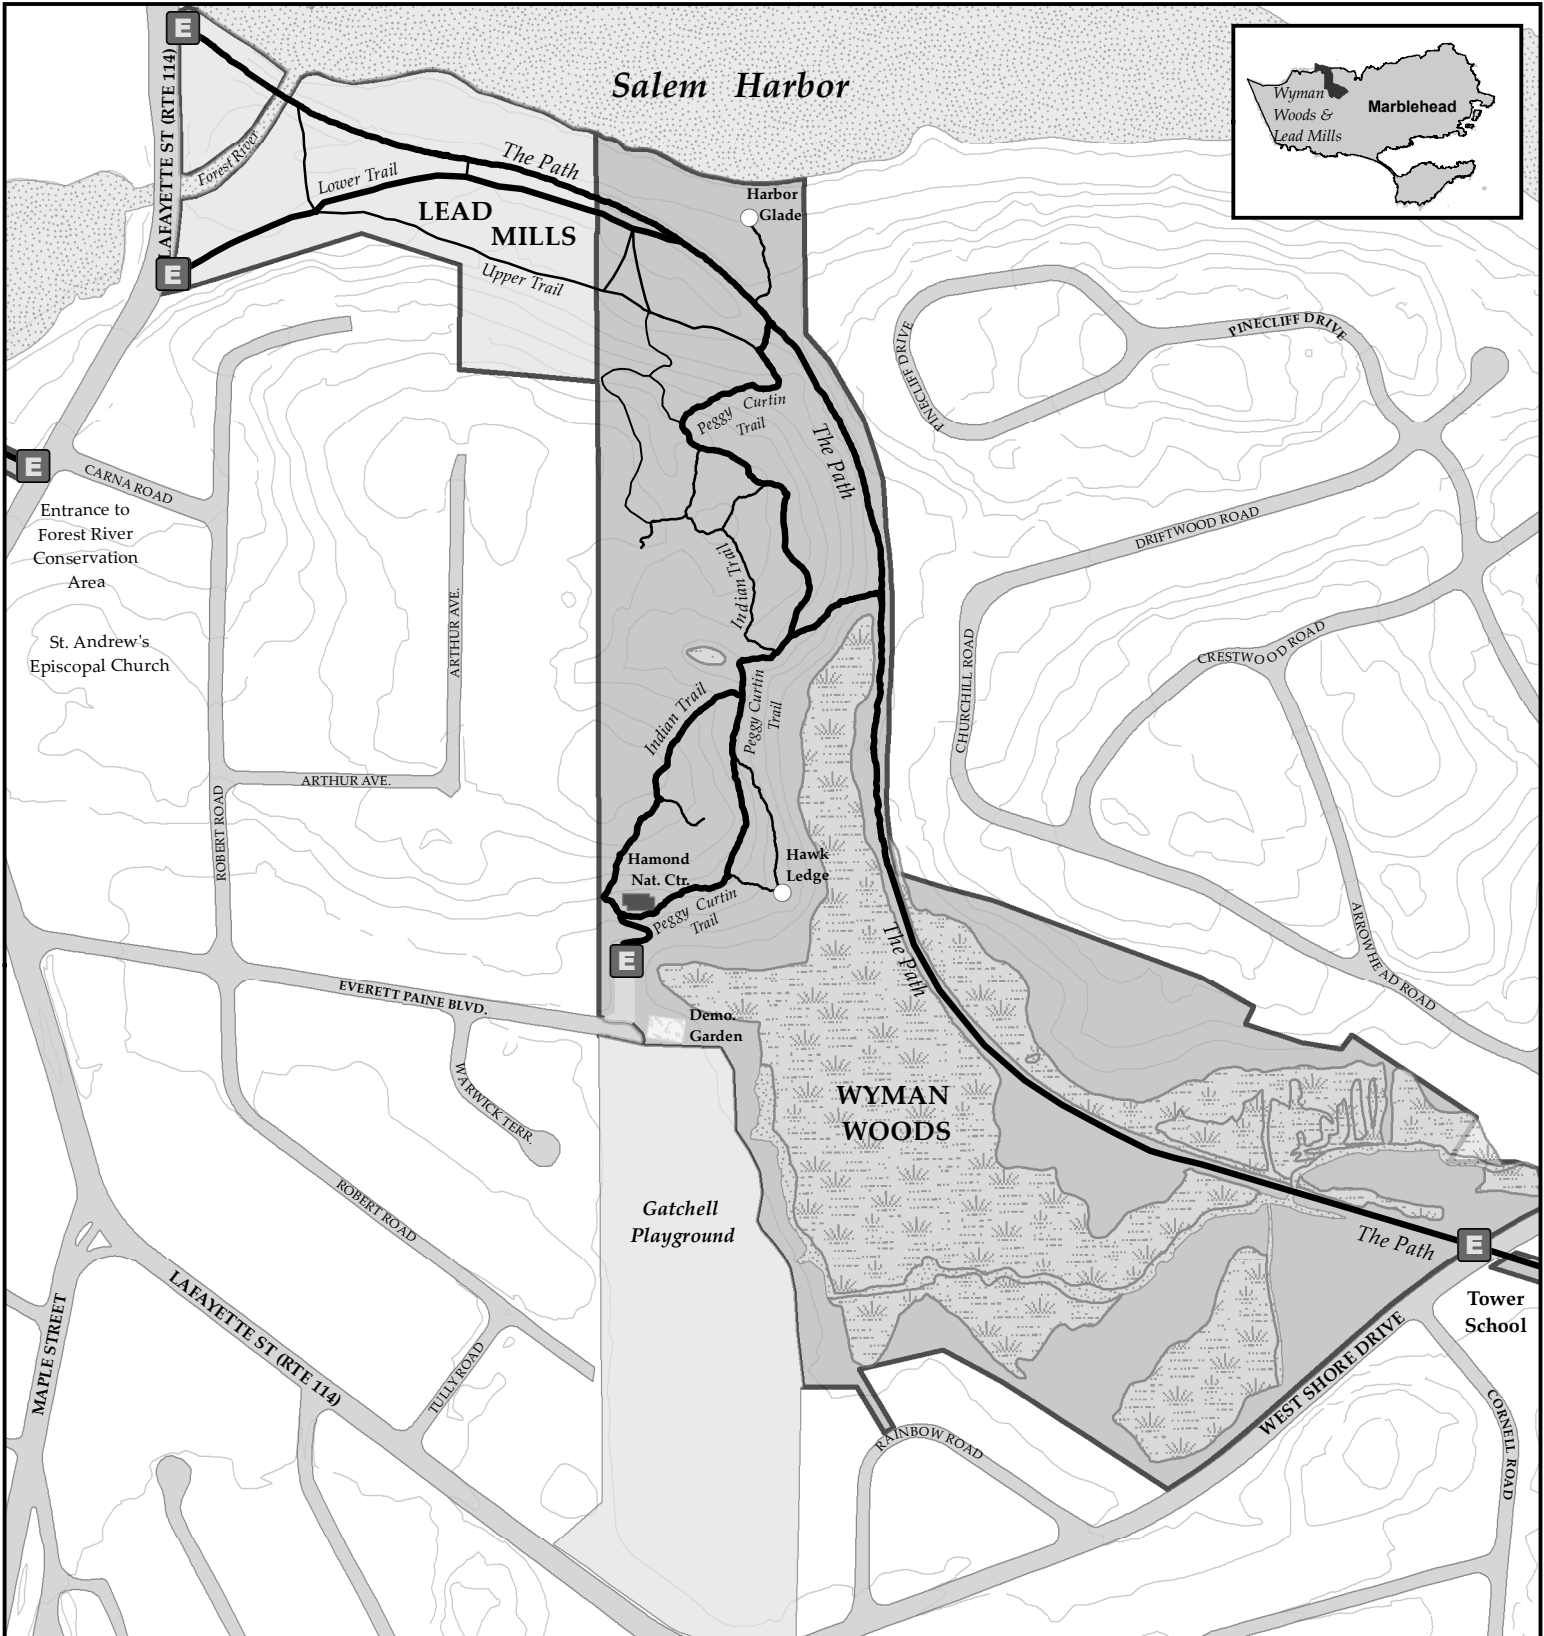 E
Salem Harbor
Wyman
Woods &
Lead Mills
Marblehead
LAFAYETTE ST (RTE 114)
Forest River
The Path
Lower Trail
LEAD
MILLS
Upper Trail
Harbor
Glade
E
PINECLIFF DRIVE
PINECLIFF DRIVE
Peggy Curtin
Trail
The Path
E
CARNA ROAD
Entrance to
Forest River
Conservation
Area
St. Andrew's
Episcopal Church
DRIFTWOOD ROAD
Indian Trail
ARTHUR AVE.
CRESTWOOD ROAD
CHURCHILL ROAD
Indian Trail
Peggy Curtin
Trail
ARTHUR AVE.
ROBERT ROAD
Hamond
Nat. Ctr.
Hawk
Ledge
Peggy Curtin
Trail
E
The Path
ARROWHEAD ROAD
EVERETT PAINE BLVD.
Demo.
Garden
WARWICK TERR.
WYMAN
WOODS
ROBERT ROAD
Gatchell
Playground
The Path
E
Tower
School
LAFAYETTE ST (RTE 114)
MAPLE STREET
TULLY ROAD
WEST SHORE DRIVE
RAINBOW ROAD
CORNELL ROAD